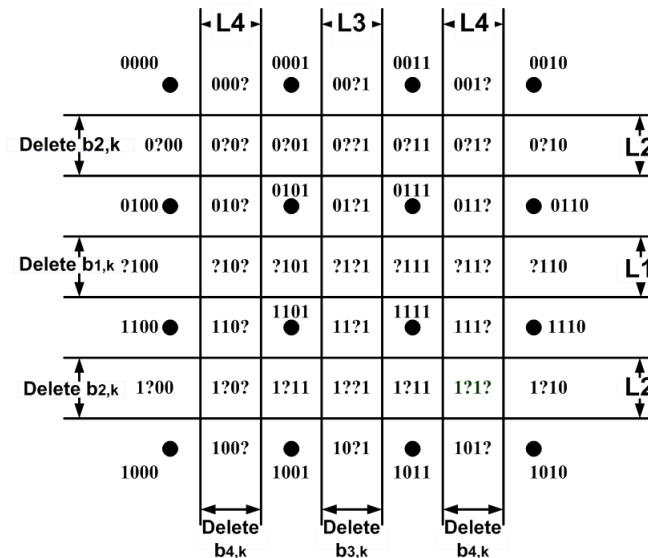 L4 L3 L4
0000 0001 0011 0010
000? 00?1 001?
Delete b2,k 0?00 0?0? 0?01 0??1 0?11 0?1? 0?10 L2
0101 0111
0100 010? 01?1 011? 0110
Delete b1,k ?100 ?10? ?101 ?1?1 ?111 ?11? ?110 L1
1101 1111
1100 110? 11?1 111? 1110
Delete b2,k 1?00 1?0? 1?11 1??1 1?11 1?1? 1?10 L2
100? 10?1 101?
1000 1001 1011 1010
Delete Delete Delete
b4,k b3,k b4,k